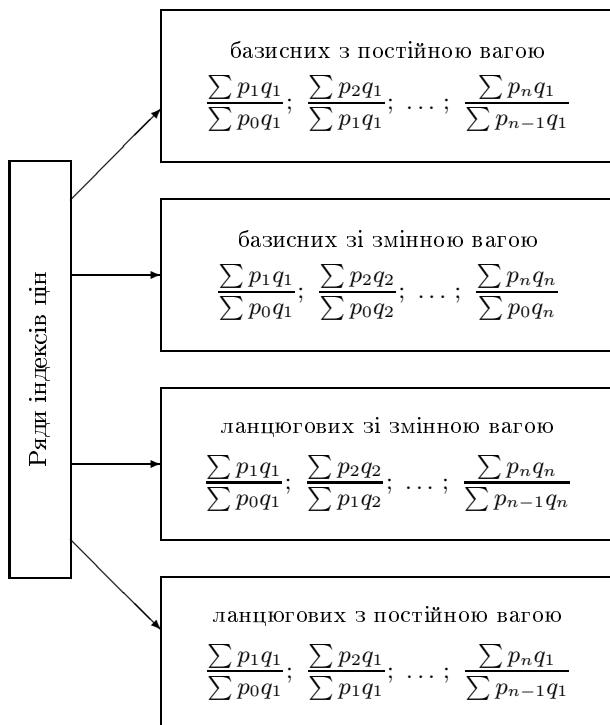 базисних з постійною вагою
∑ p₁q₁ / ∑ p₀q₁ ; ∑ p₂q₁ / ∑ p₁q₁ ; … ; ∑ pₙq₁ / ∑ pₙ₋₁q₁
базисних зі змінною вагою
∑ p₁q₁ / ∑ p₀q₁ ; ∑ p₂q₂ / ∑ p₀q₂ ; … ; ∑ pₙqₙ / ∑ p₀qₙ
Ряди індексів цін
ланцюгових зі змінною вагою
∑ p₁q₁ / ∑ p₀q₁ ; ∑ p₂q₂ / ∑ p₁q₂ ; … ; ∑ pₙqₙ / ∑ pₙ₋₁qₙ
ланцюгових з постійною вагою
∑ p₁q₁ / ∑ p₀q₁ ; ∑ p₂q₁ / ∑ p₁q₁ ; … ; ∑ pₙq₁ / ∑ pₙ₋₁q₁